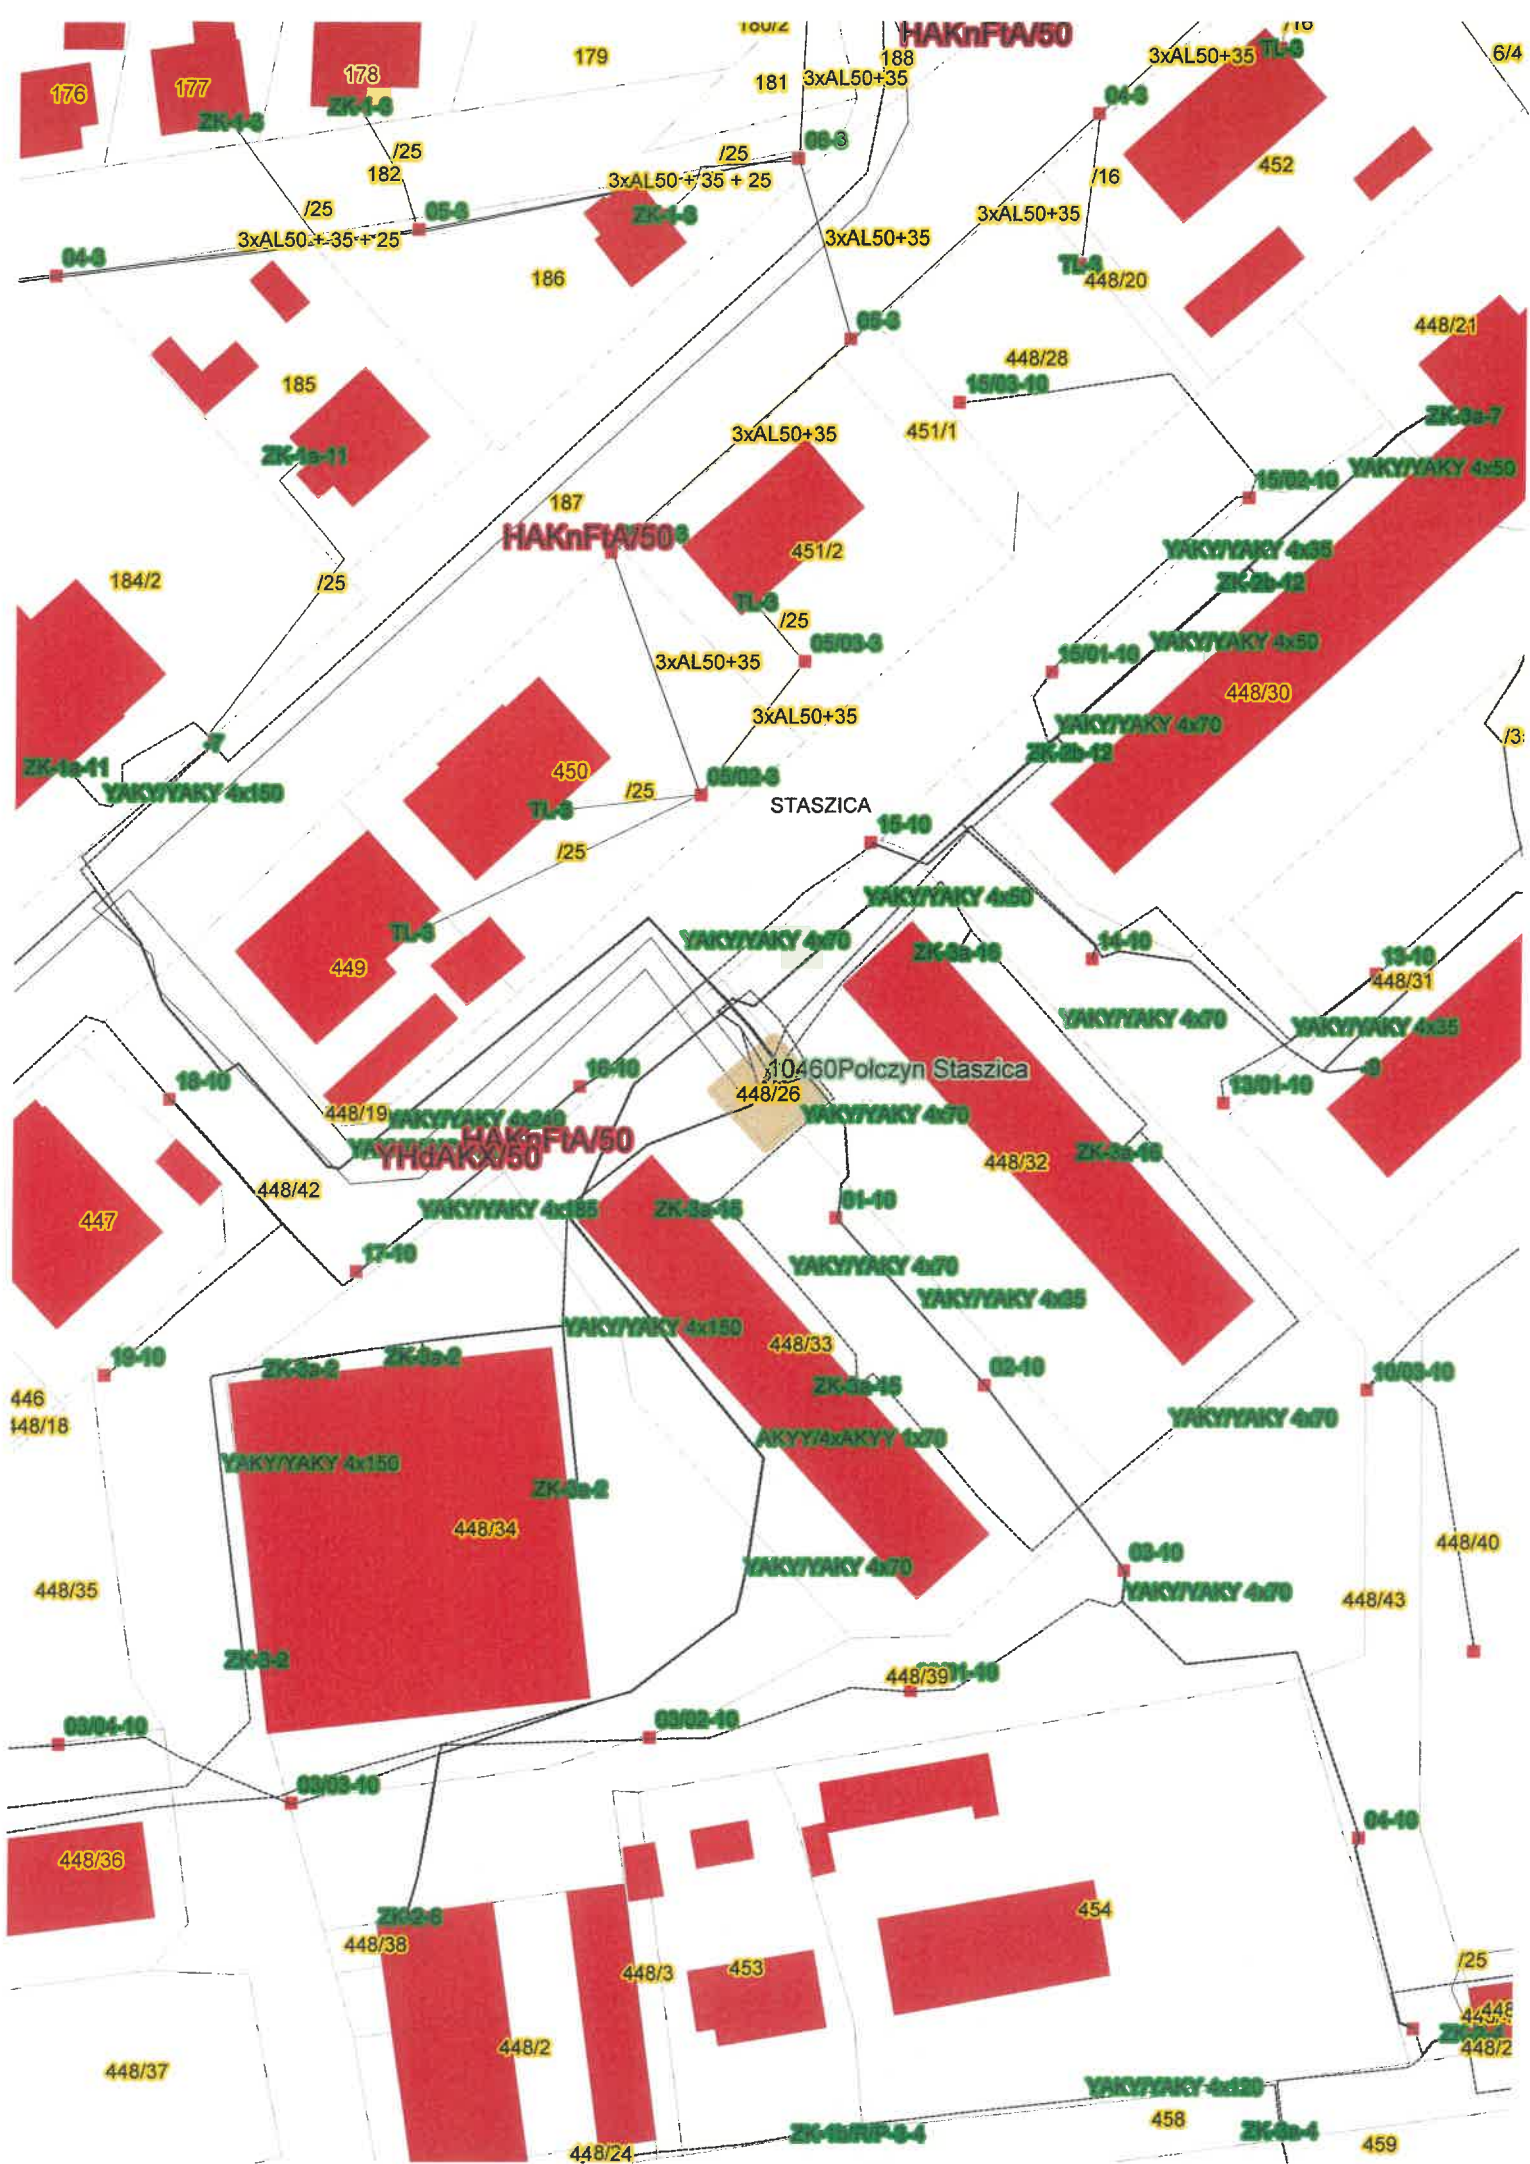 180/2
HAKnFtA/50
/16
179
188
3xAL50+35
TL-3
6/4
178
181
3xAL50+35
176
177
ZK-1-3
ZK-1-3
04-3
/25
/25
06-3
182
3xAL50 + 35 + 25
/16
452
/25
05-3
ZK-1-3
3xAL50+35
3xAL50 + 35 + 25
3xAL50+35
04-3
TL-3
186
448/20
05-3
448/21
448/28
185
15/03-10
ZK-3a-7
3xAL50+35
451/1
ZK-1a-11
YAKY/YAKY 4x50
15/02-10
187
HAKnFtA/50
3
451/2
YAKY/YAKY 4x35
184/2
/25
ZK-2b-12
TL-3
/25
05/03-3
YAKY/YAKY 4x50
3xAL50+35
15/01-10
448/30
3xAL50+35
YAKY/YAKY 4x70
-7
ZK-2b-12
ZK-1a-11
450
05/02-3
YAKY/YAKY 4x150
/25
TL-3
STASZICA
15-10
/25
YAKY/YAKY 4x50
TL-3
YAKY/YAKY 4x70
14-10
ZK-3a-16
13-10
449
448/31
YAKY/YAKY 4x70
YAKY/YAKY 4x35
16-10
10460Połczyn Staszica
-9
18-10
13/01-10
448/26
448/19
YAKY/YAKY 4x240
YAKY/YAKY 4x70
HAKnFtA/50
YHdAKX/50
ZK-3a-16
448/32
448/42
01-10
YAKY/YAKY 4x185
ZK-3a-15
447
17-10
YAKY/YAKY 4x70
YAKY/YAKY 4x35
YAKY/YAKY 4x150
448/33
19-10
ZK-3a-2
ZK-3a-2
02-10
10/03-10
446
ZK-3a-15
448/18
YAKY/YAKY 4x70
AKYY/4xAKYY 1x70
YAKY/YAKY 4x150
ZK-3a-2
448/34
448/40
03-10
YAKY/YAKY 4x70
448/35
YAKY/YAKY 4x70
448/43
ZK-3-2
448/39
03/04-10
03/02-10
03/03-10
04-10
448/36
454
ZK-2-6
448/38
453
448/3
/25
448/2
448/2
448/37
YAKY/YAKY 4x120
458
ZK-1b/R/P-3-4
ZK-3a-4
459
448/24